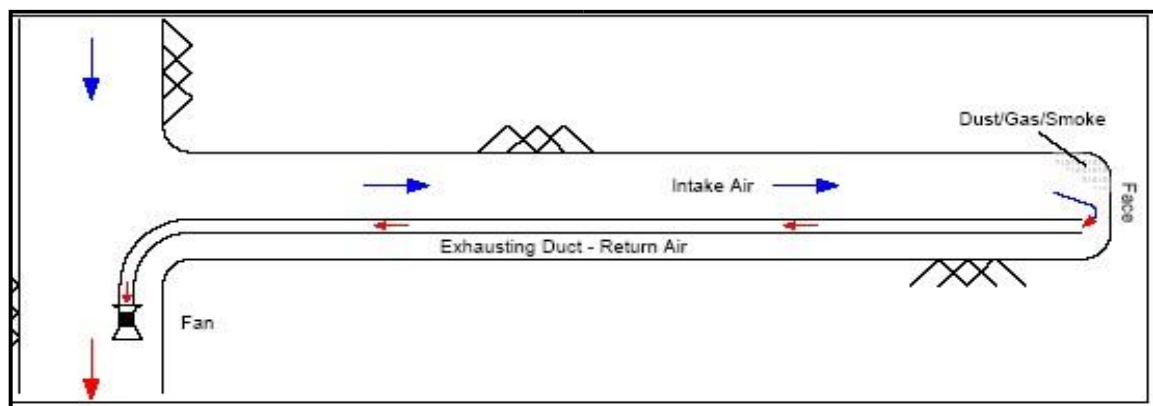 Dust/Gas/Smoke
Intake Air
Face
Exhausting Duct - Return Air
Fan